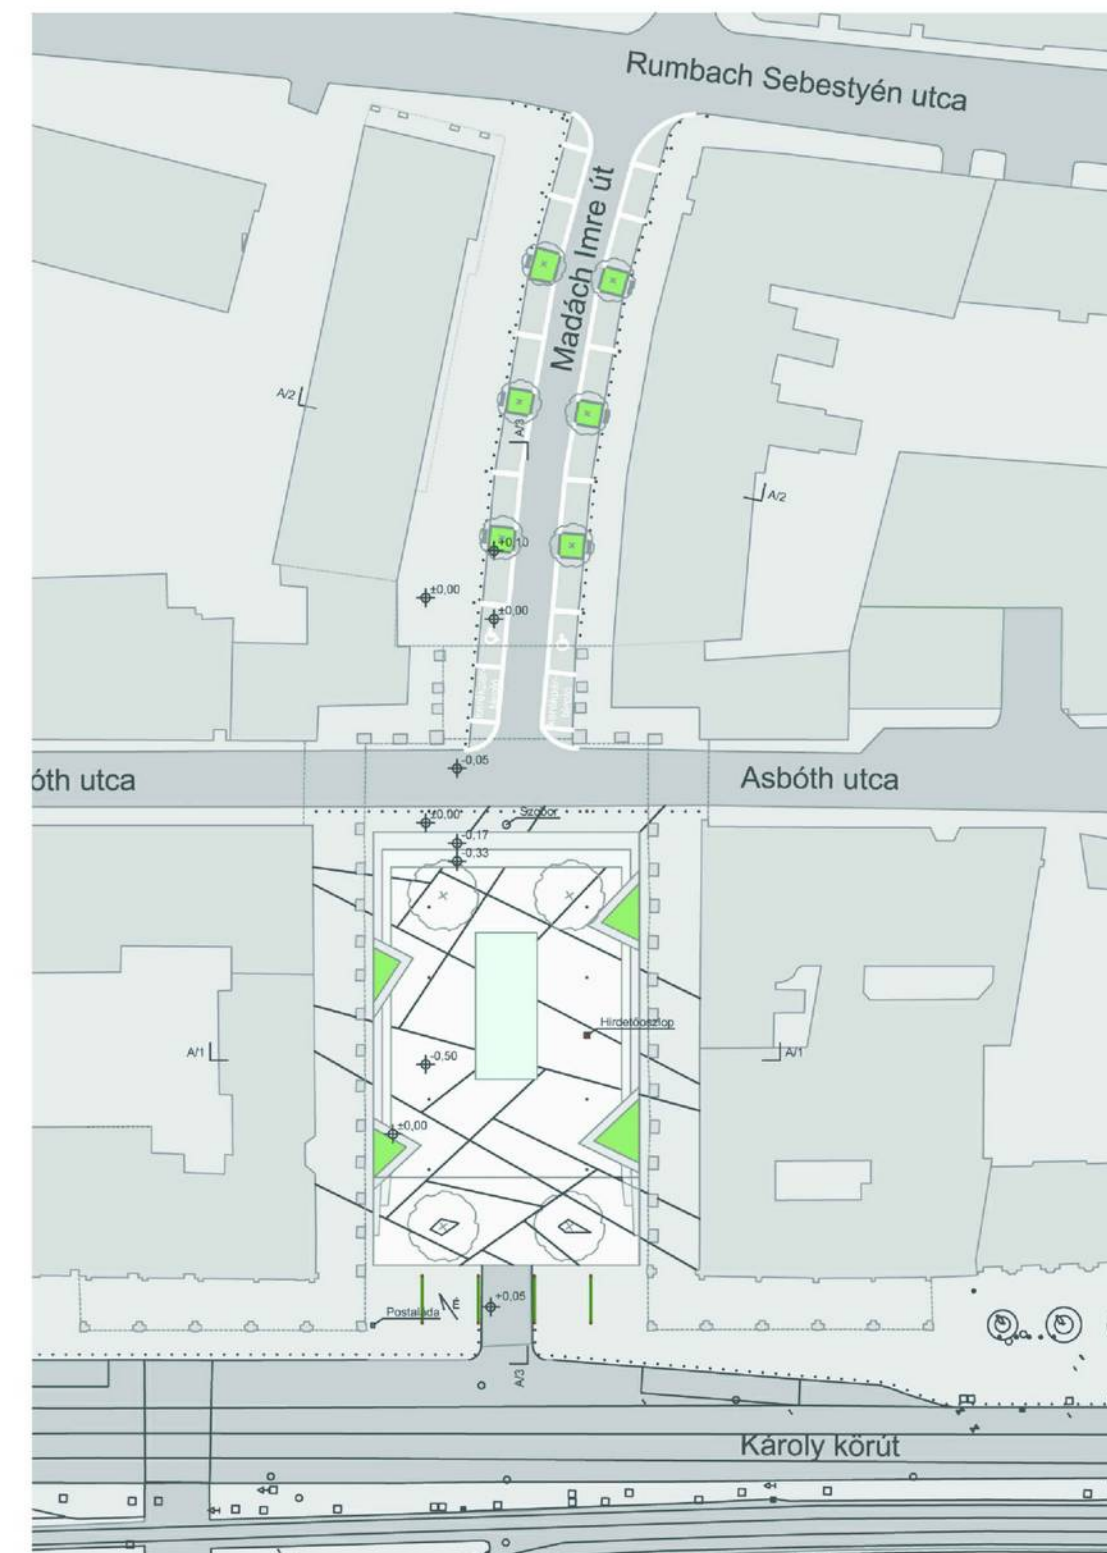 Rumbach Sebestyén utca
Madách Imre út
A/2
A/3
A/2
+0,10
±0,00
±0,00
-0,05
óth utca
Asbóth utca
±0,00
Szobor
-0,17
-0,33
Hirdetőoszlop
A/1
-0,50
A/1
±0,00
+0,05
É
Postaláda
A/3
Károly körút